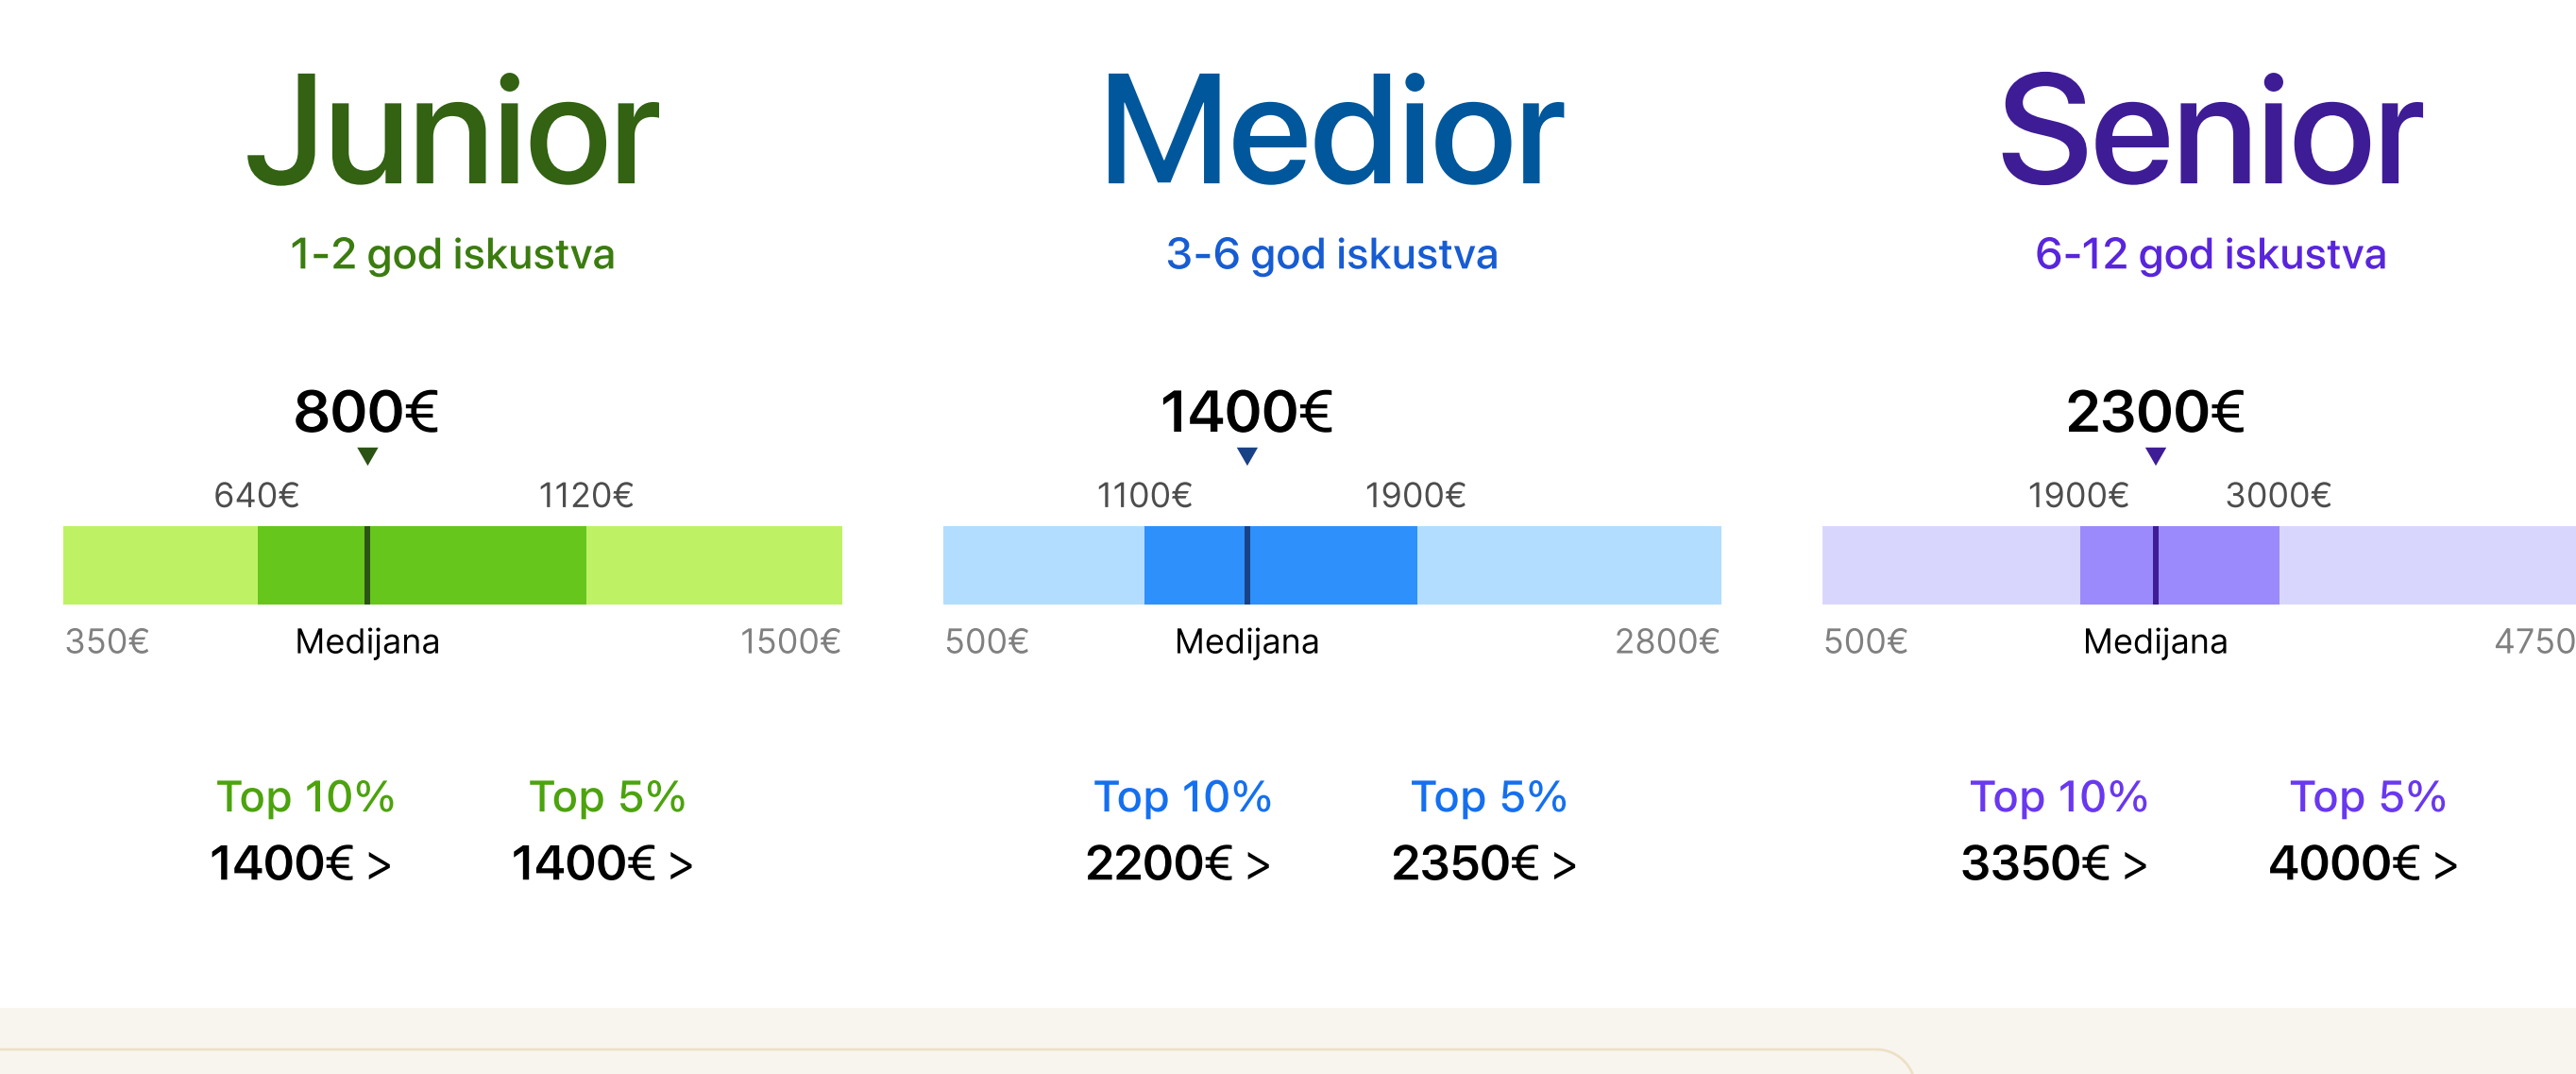 Junior
1-2 god iskustva
800€
640€ 1120€
350€ Medijana 1500€
Top 10% Top 5%
1400€ > 1400€ >
Medior
3-6 god iskustva
1400€
1100€ 1900€
500€ Medijana 2800€
Top 10% Top 5%
2200€ > 2350€ >
Senior
6-12 god iskustva
2300€
1900€ 3000€
500€ Medijana 4750
Top 10% Top 5%
3350€ > 4000€ >